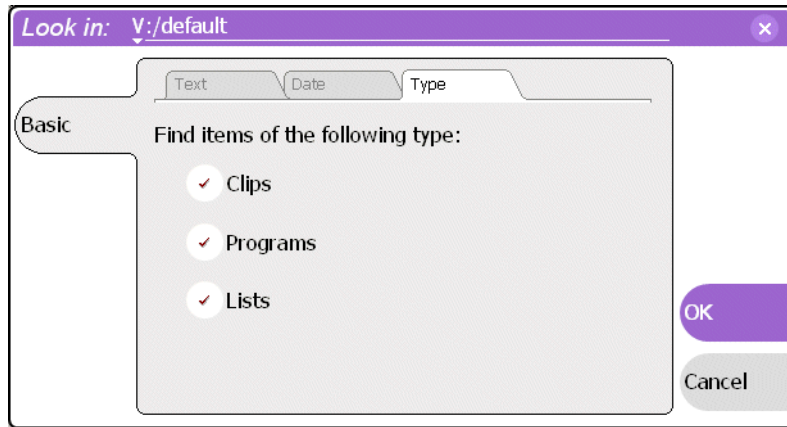 Look in: V:/default
Text Date Type
Basic
Find items of the following type:
Clips
Programs
Lists
OK
Cancel